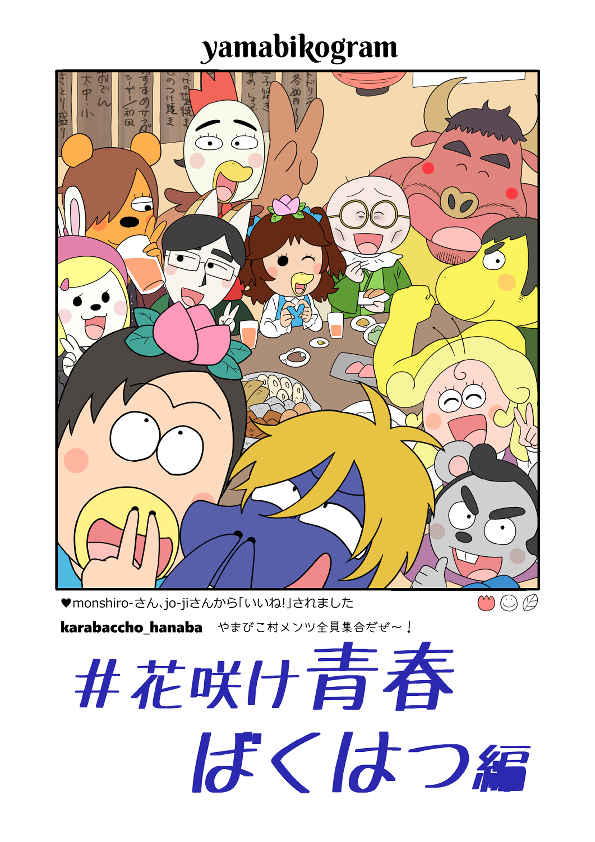 yamabikogram
♥monshiro-さん、jo-jiさんから「いいね!」されました
karabaccho_hanaba やまびこ村メンツ全員集合だぜ〜！
#花咲け青春
ばくはつ編